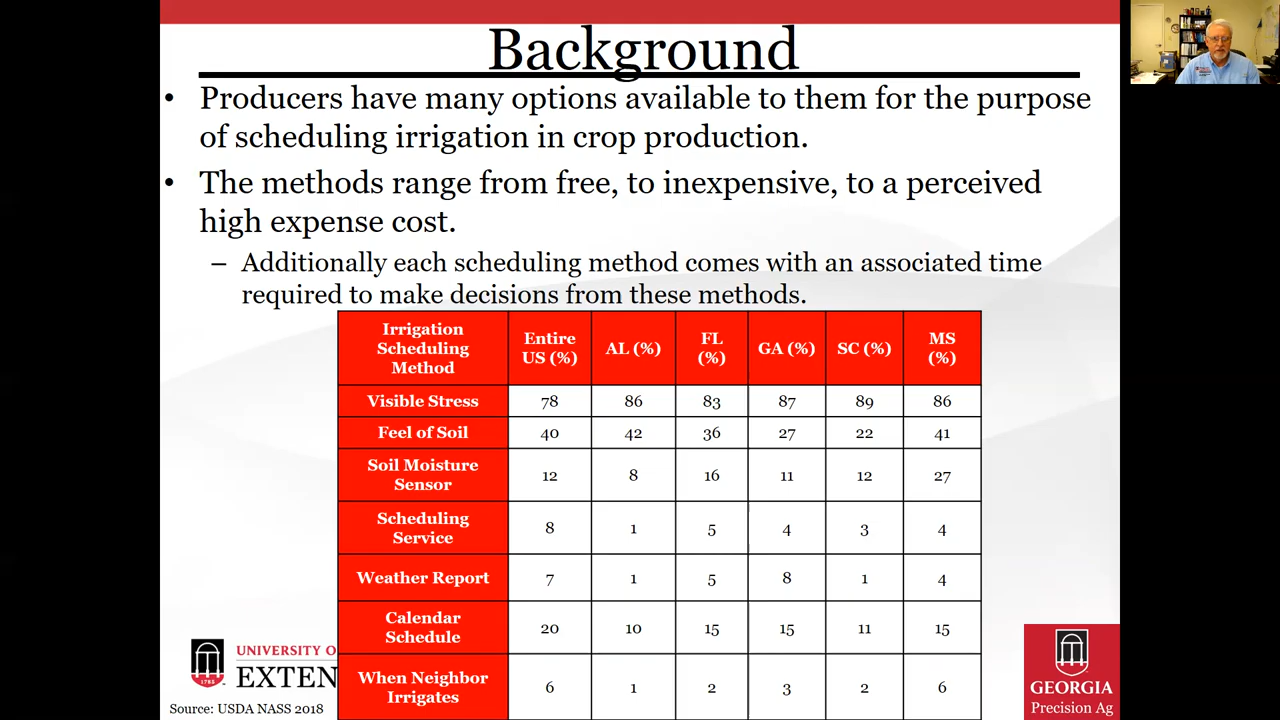 Background
• Producers have many options available to them for the purpose
of scheduling irrigation in crop production.
• The methods range from free, to inexpensive, to a perceived
high expense cost.
– Additionally each scheduling method comes with an associated time
required to make decisions from these methods.
Irrigation Scheduling Method Entire US (%) AL (%) FL (%) GA (%) SC (%) MS (%)
Visible Stress 78 86 83 87 89 86
Feel of Soil 40 42 36 27 22 41
Soil Moisture Sensor 12 8 16 11 12 27
Scheduling Service 8 1 5 4 3 4
Weather Report 7 1 5 8 1 4
Calendar Schedule 20 10 15 15 11 15
When Neighbor Irrigates 6 1 2 3 2 6
UNIVERSITY O
EXTEN
1785
Source: USDA NASS 2018
GEORGIA
Precision Ag